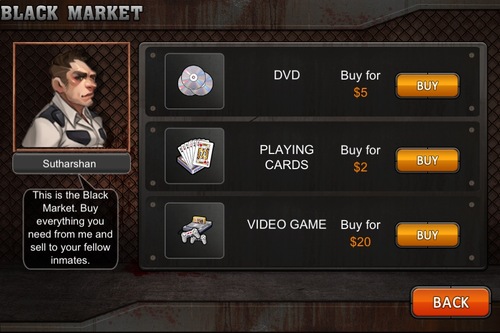 BLACK MARKET
Sutharshan
This is the Black
Market. Buy
everything you
need from me and
sell to your fellow
inmates.
DVD
Buy for
$5
BUY
PLAYING
CARDS
Buy for
$2
BUY
VIDEO GAME
Buy for
$20
BUY
BACK